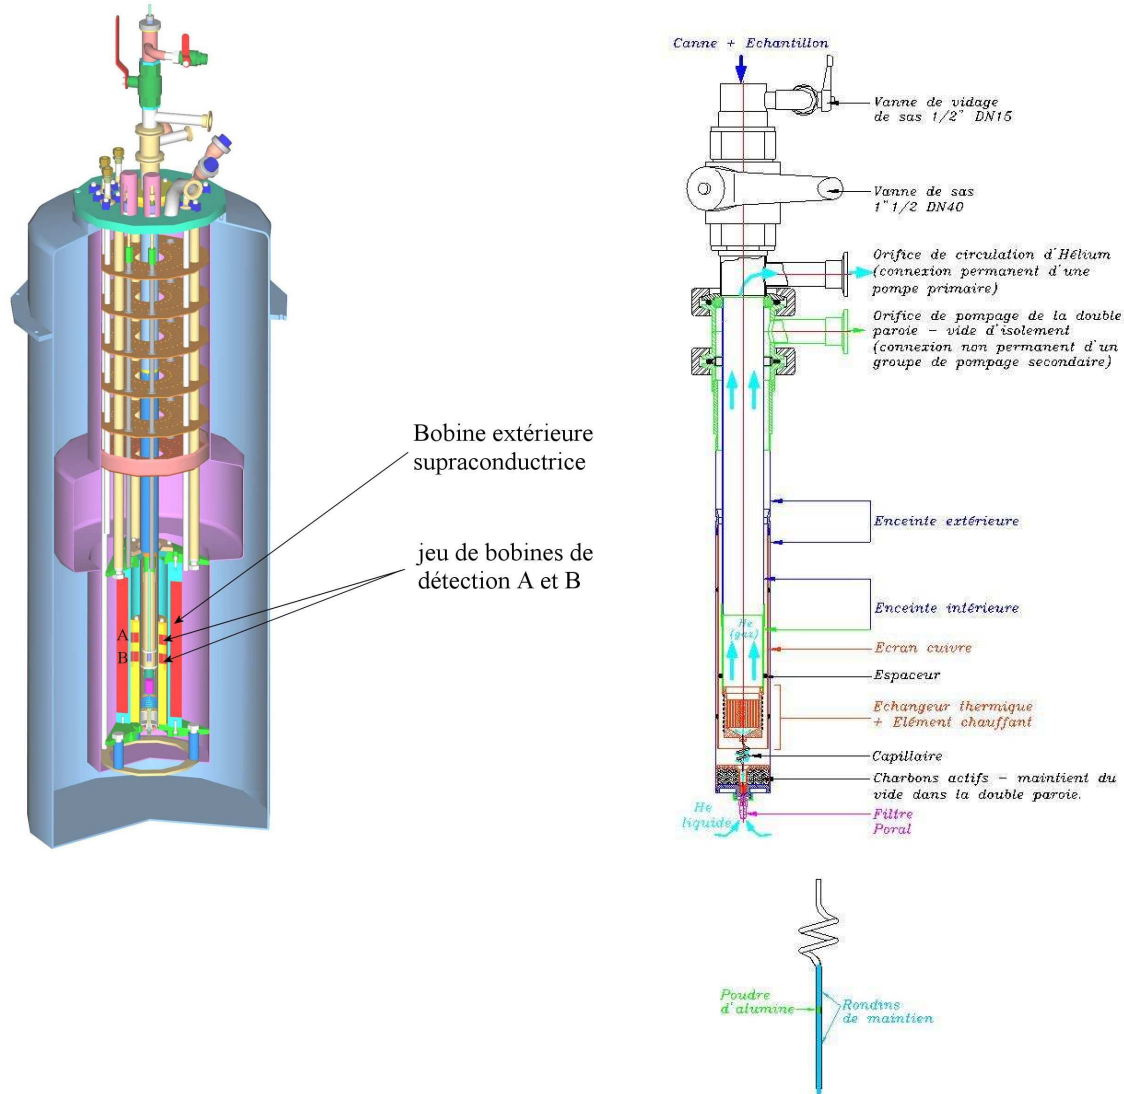 Bobine extérieure
supraconductrice
jeu de bobines de
détection A et B
A
B
Canne + Echantillon
Vanne de vidage
de sas 1/2" DN15
Vanne de sas
1"1/2 DN40
Orifice de circulation d'Hélium
(connexion permanent d'une
pompe primaire)
Orifice de pompage de la double
paroie - vide d'isolement
(connexion non permanent d'un
groupe de pompage secondaire)
Enceinte extérieure
Enceinte intérieure
He
(gaz)
Ecran cuivre
Espaceur
Echangeur thermique
+ Elément chauffant
Capillaire
Charbons actifs - maintient du
vide dans la double paroie.
He
liquide
Filtre
Poral
Poudre
d'alumine
Rondins
de maintien